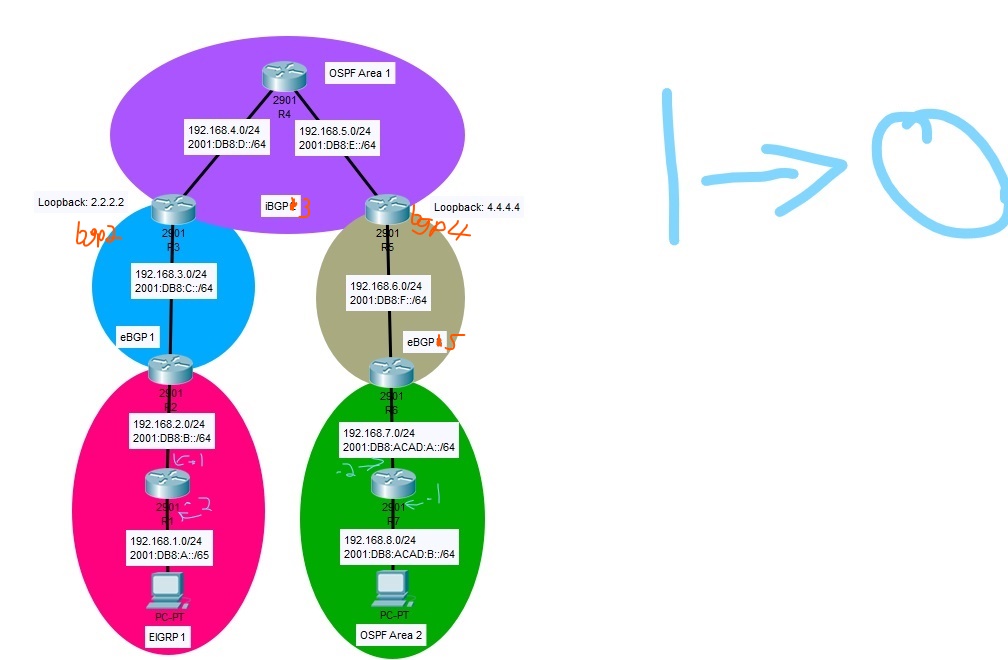 OSPF Area 1
2901
R4
192.168.4.0/24
2001:DB8:D::/64
192.168.5.0/24
2001:DB8:E::/64
Loopback: 2.2.2.2
iBGP 3
Loopback: 4.4.4.4
bgp2
2901
R3
2901
R5
bgp4
192.168.3.0/24
2001:DB8:C::/64
192.168.6.0/24
2001:DB8:F::/64
eBGP 1
eBGP 5
2901
R2
2901
R6
192.168.2.0/24
2001:DB8:B::/64
192.168.7.0/24
2001:DB8:ACAD:A::/64
.1
.2
2901
R1
.2
2901
R7
.1
192.168.1.0/24
2001:DB8:A::/65
192.168.8.0/24
2001:DB8:ACAD:B::/64
PC-PT
PC-PT
EIGRP 1
OSPF Area 2